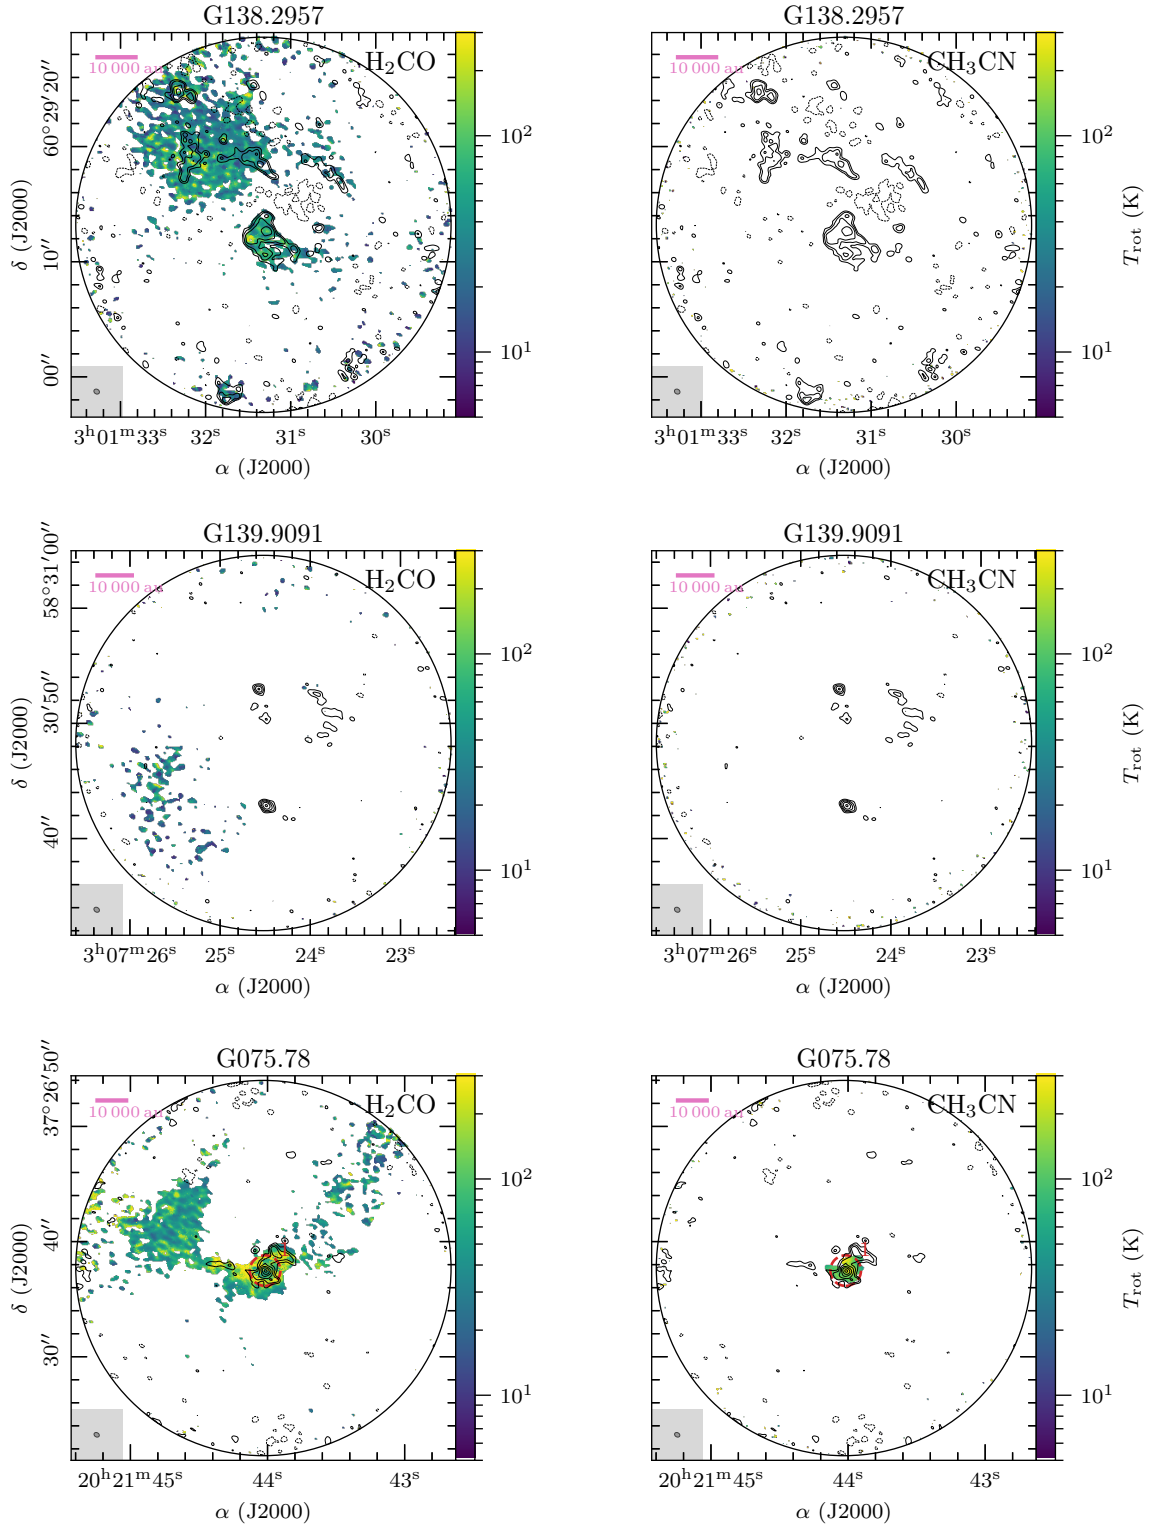 G138.2957
10 000 au
H₂CO
δ (J2000)
60° 29′ 20″
10″
00″
3ʰ01ᵐ33ˢ
32ˢ
31ˢ
30ˢ
α (J2000)
10²
10¹
G138.2957
10 000 au
CH₃CN
3ʰ01ᵐ33ˢ
32ˢ
31ˢ
30ˢ
α (J2000)
10²
10¹
T_rot (K)
G139.9091
10 000 au
H₂CO
δ (J2000)
58° 31′ 00″
30′ 50″
40″
3ʰ07ᵐ26ˢ
25ˢ
24ˢ
23ˢ
α (J2000)
10²
10¹
G139.9091
10 000 au
CH₃CN
3ʰ07ᵐ26ˢ
25ˢ
24ˢ
23ˢ
α (J2000)
10²
10¹
T_rot (K)
G075.78
10 000 au
H₂CO
δ (J2000)
37° 26′ 50″
40″
30″
20ʰ21ᵐ45ˢ
44ˢ
43ˢ
α (J2000)
10²
10¹
G075.78
10 000 au
CH₃CN
20ʰ21ᵐ45ˢ
44ˢ
43ˢ
α (J2000)
10²
10¹
T_rot (K)